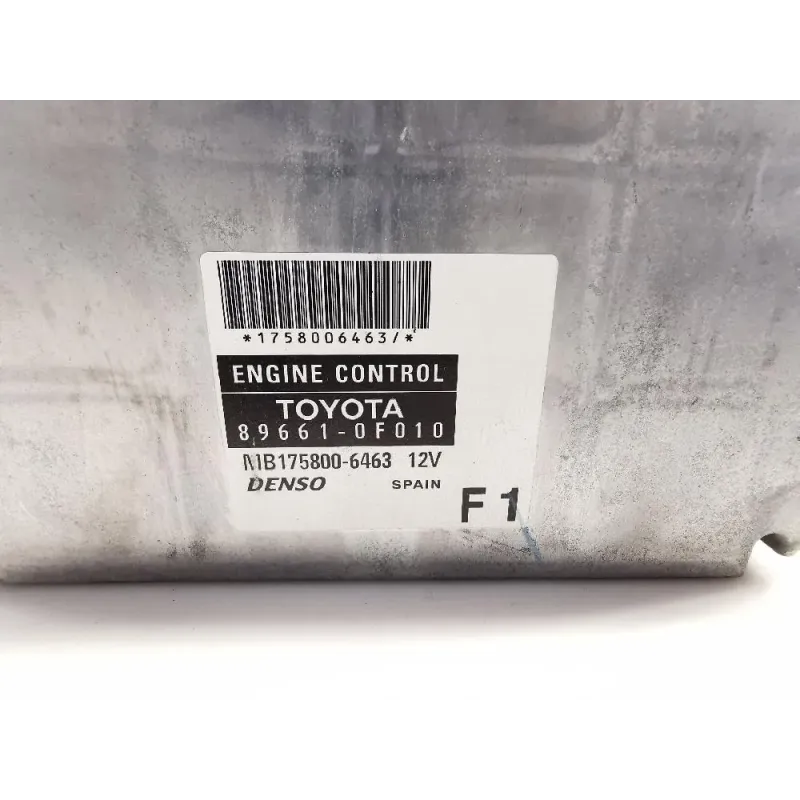 *1758006463/*
ENGINE CONTROL
TOYOTA
89661-0F010
MB175800-6463 12V
DENSO SPAIN
F1